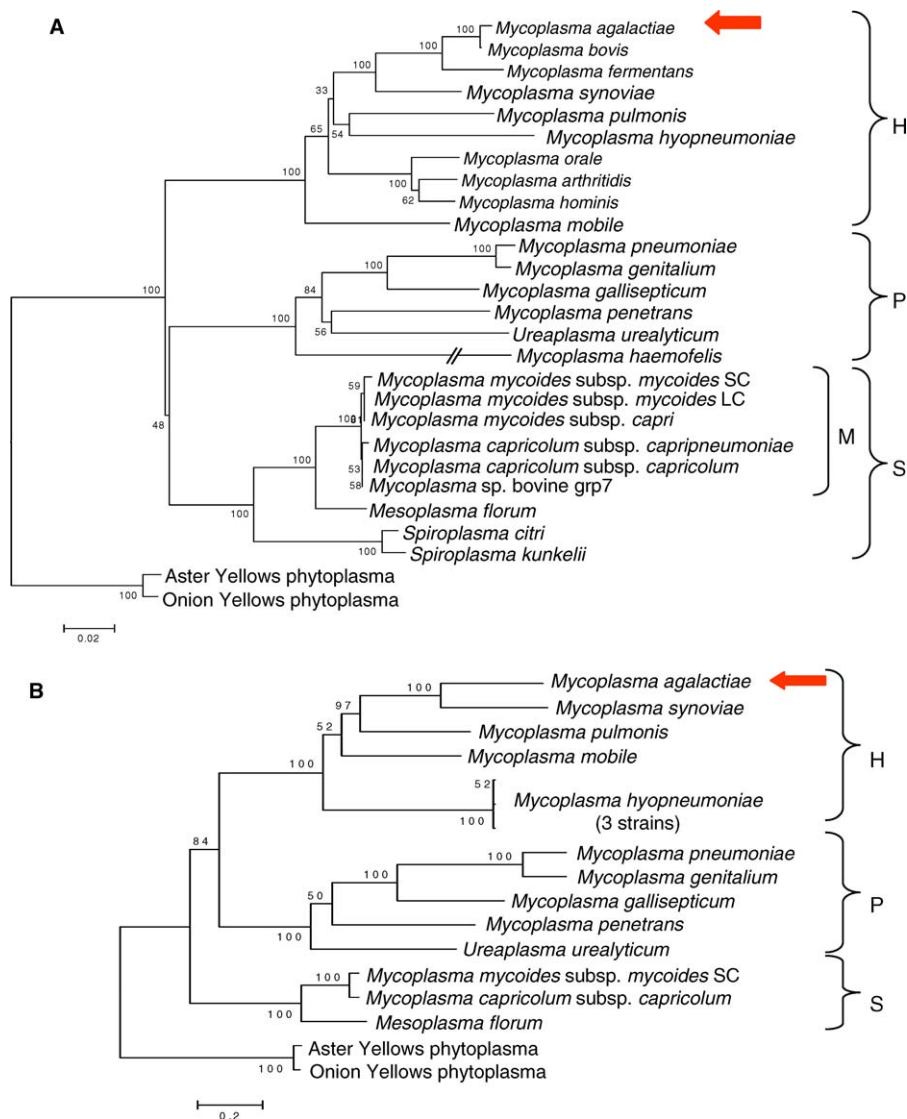 A
Mycoplasma agalactiae
100
Mycoplasma bovis
100
100
Mycoplasma fermentans
33
Mycoplasma synoviae
Mycoplasma pulmonis
65
54
Mycoplasma hyopneumoniae
H
Mycoplasma orale
100
100
Mycoplasma arthritidis
62
Mycoplasma hominis
Mycoplasma mobile
Mycoplasma pneumoniae
100
100
Mycoplasma genitalium
84
Mycoplasma gallisepticum
100
Mycoplasma penetrans
P
100
56
Ureaplasma urealyticum
Mycoplasma haemofelis
59
Mycoplasma mycoides subsp. mycoides SC
Mycoplasma mycoides subsp. mycoides LC
48
100
Mycoplasma mycoides subsp. capri
M
Mycoplasma capricolum subsp. capripneumoniae
100
53
Mycoplasma capricolum subsp. capricolum
S
58
Mycoplasma sp. bovine grp7
100
Mesoplasma florum
Spiroplasma citri
100
Spiroplasma kunkelii
Aster Yellows phytoplasma
100
Onion Yellows phytoplasma
0.02
B
100
Mycoplasma agalactiae
97
Mycoplasma synoviae
52
Mycoplasma pulmonis
100
Mycoplasma mobile
H
52
Mycoplasma hyopneumoniae
100
(3 strains)
84
100
Mycoplasma pneumoniae
100
Mycoplasma genitalium
50
Mycoplasma gallisepticum
P
100
Mycoplasma penetrans
Ureaplasma urealyticum
100
Mycoplasma mycoides subsp. mycoides SC
Mycoplasma capricolum subsp. capricolum
S
100
Mesoplasma florum
Aster Yellows phytoplasma
100
Onion Yellows phytoplasma
0.2